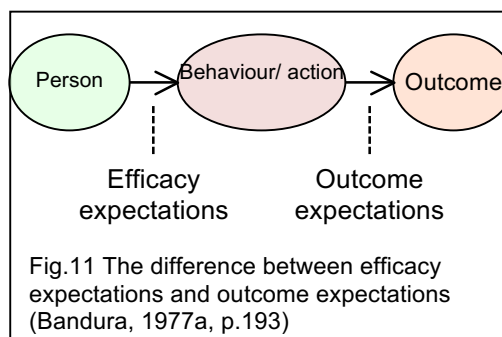 Person
Behaviour/ action
Outcome
Efficacy
expectations
Outcome
expectations
Fig.11 The difference between efficacy
expectations and outcome expectations
(Bandura, 1977a, p.193)